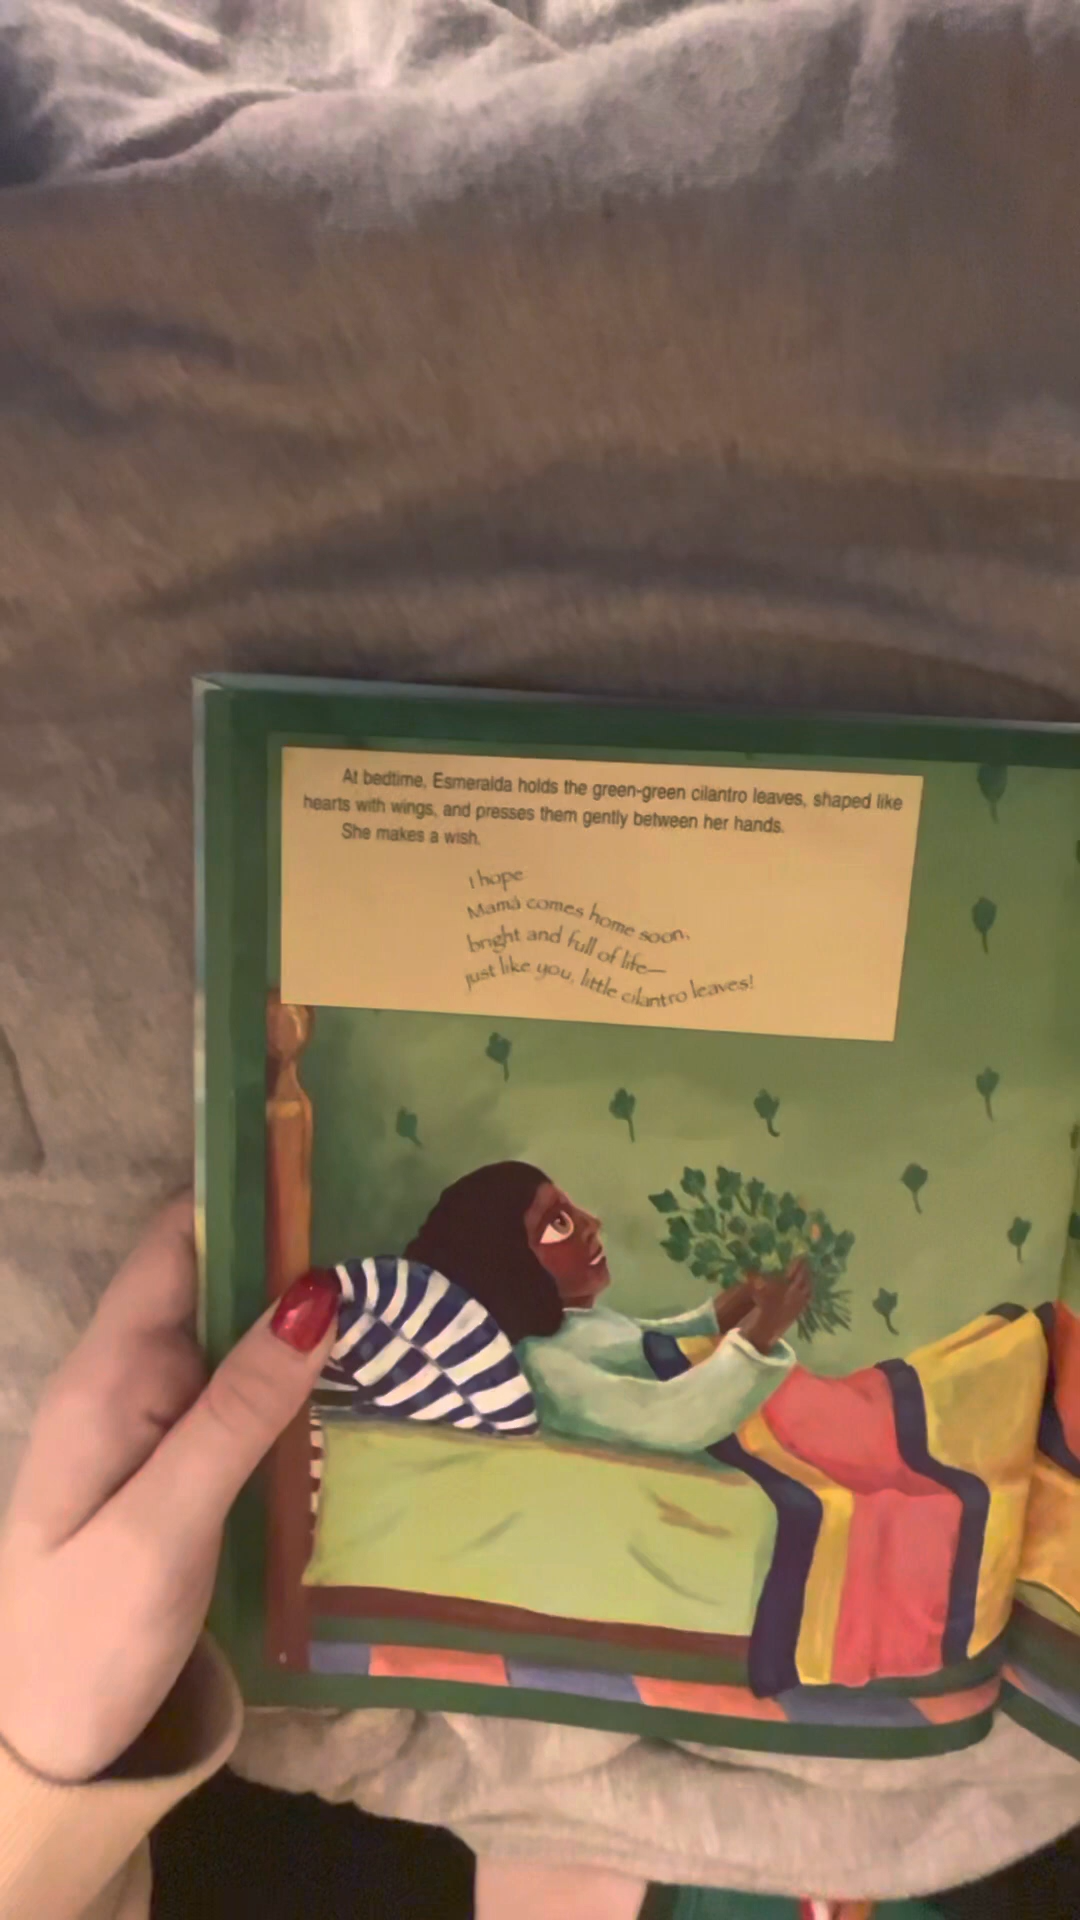 At bedtime, Esmeralda holds the green-green cilantro leaves, shaped like
hearts with wings, and presses them gently between her hands.
She makes a wish.
I hope
Mamá comes home soon,
bright and full of life—
just like you, little cilantro leaves!